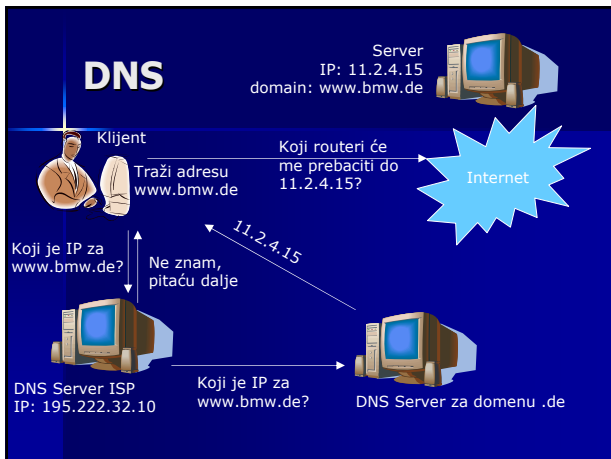 DNS
Server
IP: 11.2.4.15
domain: www.bmw.de
Klijent
Traži adresu
www.bmw.de
Koji routeri će
me prebaciti do
11.2.4.15?
Internet
11.2.4.15
Koji je IP za
www.bmw.de?
Ne znam,
pitaću dalje
DNS Server ISP
IP: 195.222.32.10
Koji je IP za
www.bmw.de?
DNS Server za domenu .de